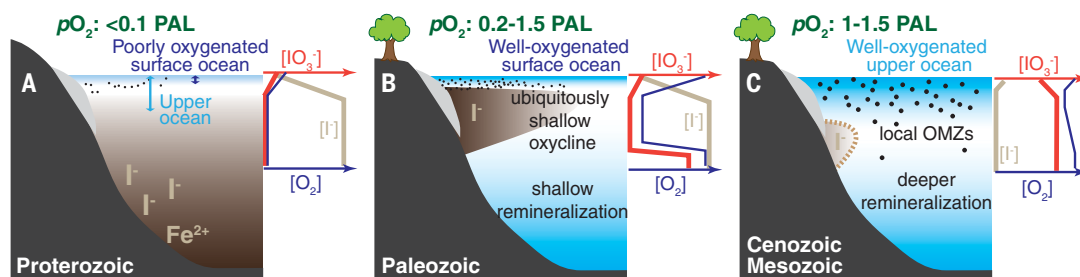 pO₂: <0.1 PAL
A
Poorly oxygenated
surface ocean
[IO₃⁻]
Upper
ocean
[I⁻]
I⁻
I⁻
I⁻
I⁻
Fe²⁺
[O₂]
Proterozoic
pO₂: 0.2-1.5 PAL
B
Well-oxygenated
surface ocean
[IO₃⁻]
I⁻
ubiquitously
shallow
oxycline
[I⁻]
shallow
remineralization
[O₂]
Paleozoic
pO₂: 1-1.5 PAL
C
Well-oxygenated
upper ocean
[IO₃⁻]
I⁻
local OMZs
[I⁻]
deeper
remineralization
[O₂]
Cenozoic
Mesozoic